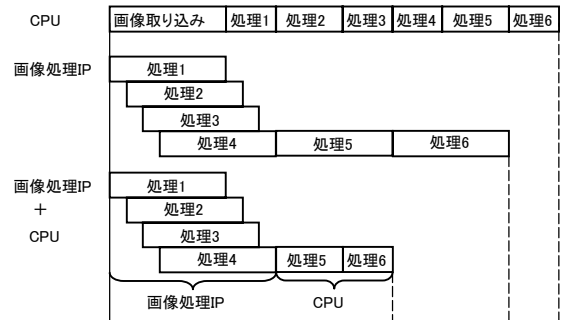 CPU 画像取り込み 処理1 処理2 処理3 処理4 処理5 処理6
画像処理IP 処理1
処理2
処理3
処理4 処理5 処理6
画像処理IP 処理1
＋ 処理2
CPU 処理3
処理4 処理5 処理6
画像処理IP CPU